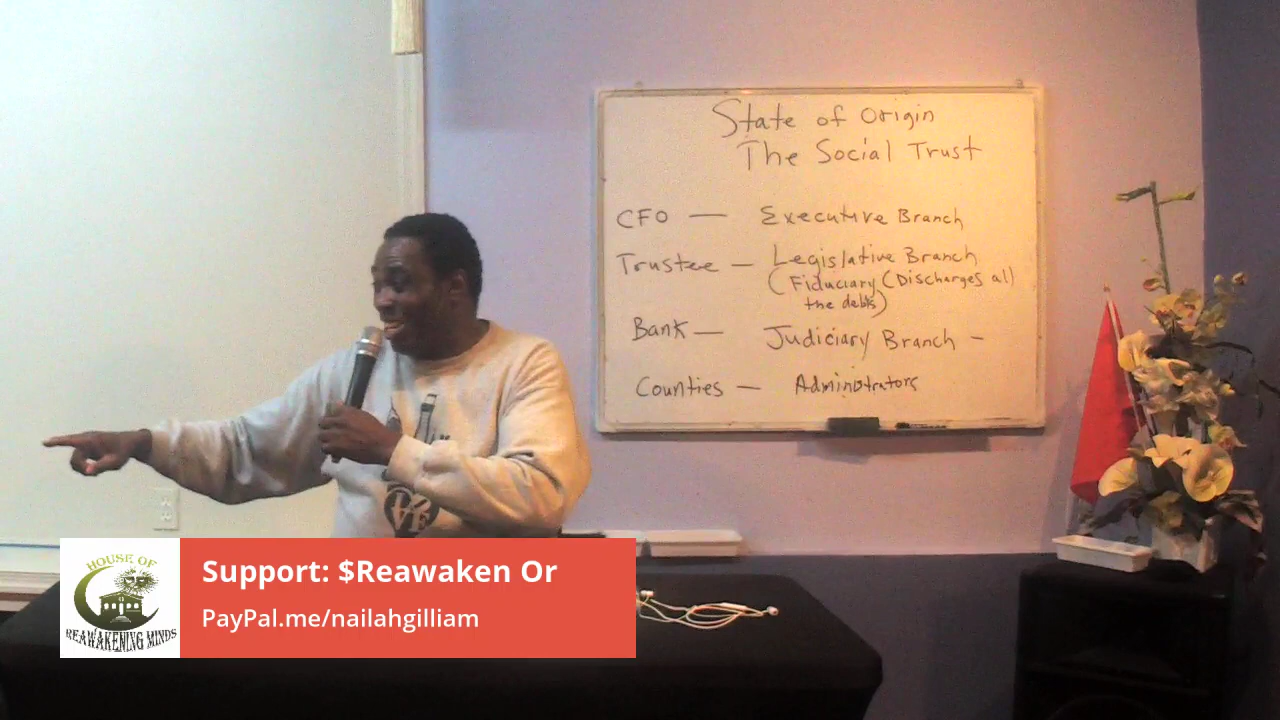 State of Origin
The Social Trust
CFO — Executive Branch
Trustee — Legislative Branch
(Fiduciary (Discharges all
the debts)
Bank — Judiciary Branch -
Counties — Administrators
HOUSE OF
REAWAKENING MINDS
Support: $Reawaken Or
PayPal.me/nailahgilliam